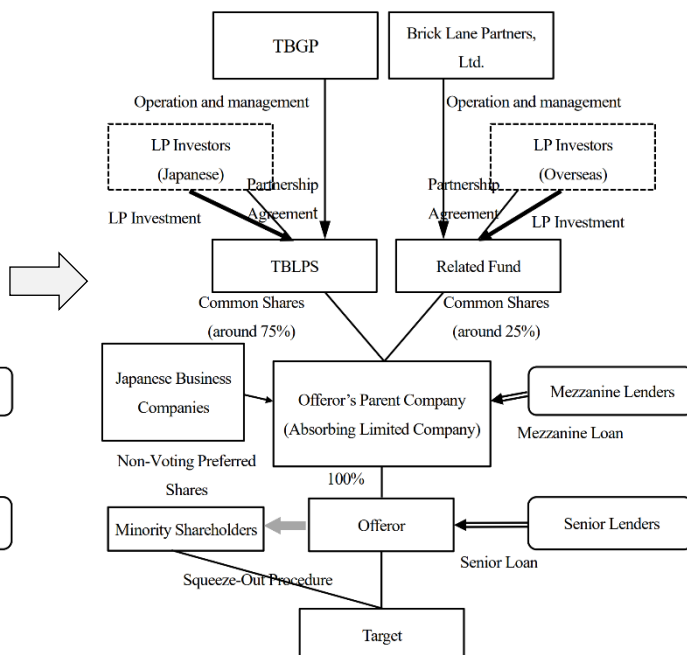 TBGP
Brick Lane Partners,
Ltd.
Operation and management
Operation and management
LP Investors
(Japanese)
LP Investors
(Overseas)
Partnership
Agreement
Partnership
Agreement
LP Investment
LP Investment
TBLPS
Related Fund
Common Shares
(around 75%)
Common Shares
(around 25%)
Japanese Business
Companies
Offeror's Parent Company
(Absorbing Limited Company)
Mezzanine Lenders
Mezzanine Loan
Non-Voting Preferred
Shares
100%
Minority Shareholders
Offeror
Senior Lenders
Senior Loan
Squeeze-Out Procedure
Target